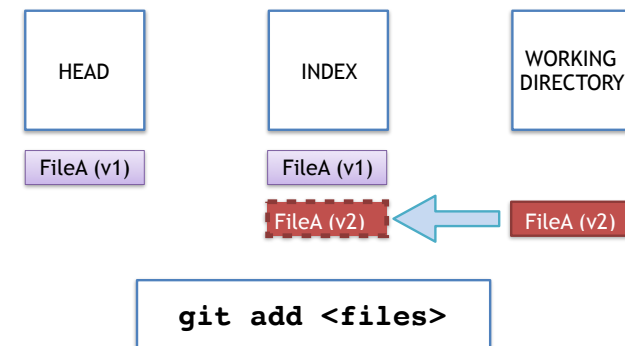 HEAD
INDEX
WORKING
DIRECTORY
FileA (v1)
FileA (v1)
FileA (v2)
FileA (v2)
git add <files>